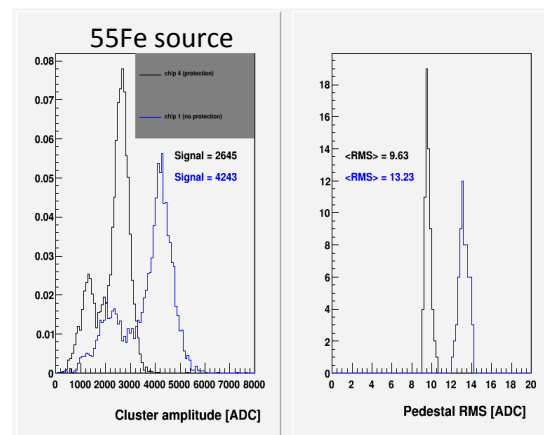 55Fe source
chip 4 (protection)
chip 1 (no protection)
Signal = 2645
Signal = 4243
0.08
0.07
0.06
0.05
0.04
0.03
0.02
0.01
0
0 1000 2000 3000 4000 5000 6000 7000 8000
Cluster amplitude [ADC]
<RMS> = 9.63
<RMS> = 13.23
18
16
14
12
10
8
6
4
2
0
0 2 4 6 8 10 12 14 16 18 20
Pedestal RMS [ADC]